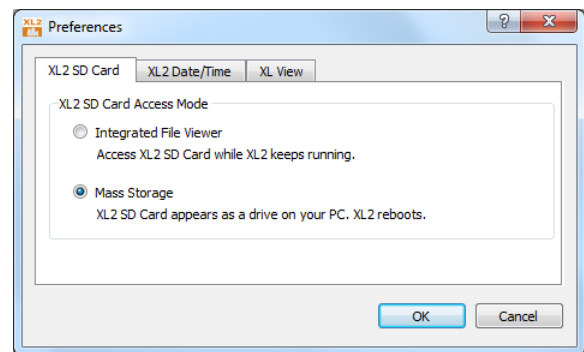 XL2 Preferences ? X
XL2 SD Card XL2 Date/Time XL View
XL2 SD Card Access Mode
Integrated File Viewer
Access XL2 SD Card while XL2 keeps running.
Mass Storage
XL2 SD Card appears as a drive on your PC. XL2 reboots.
OK Cancel